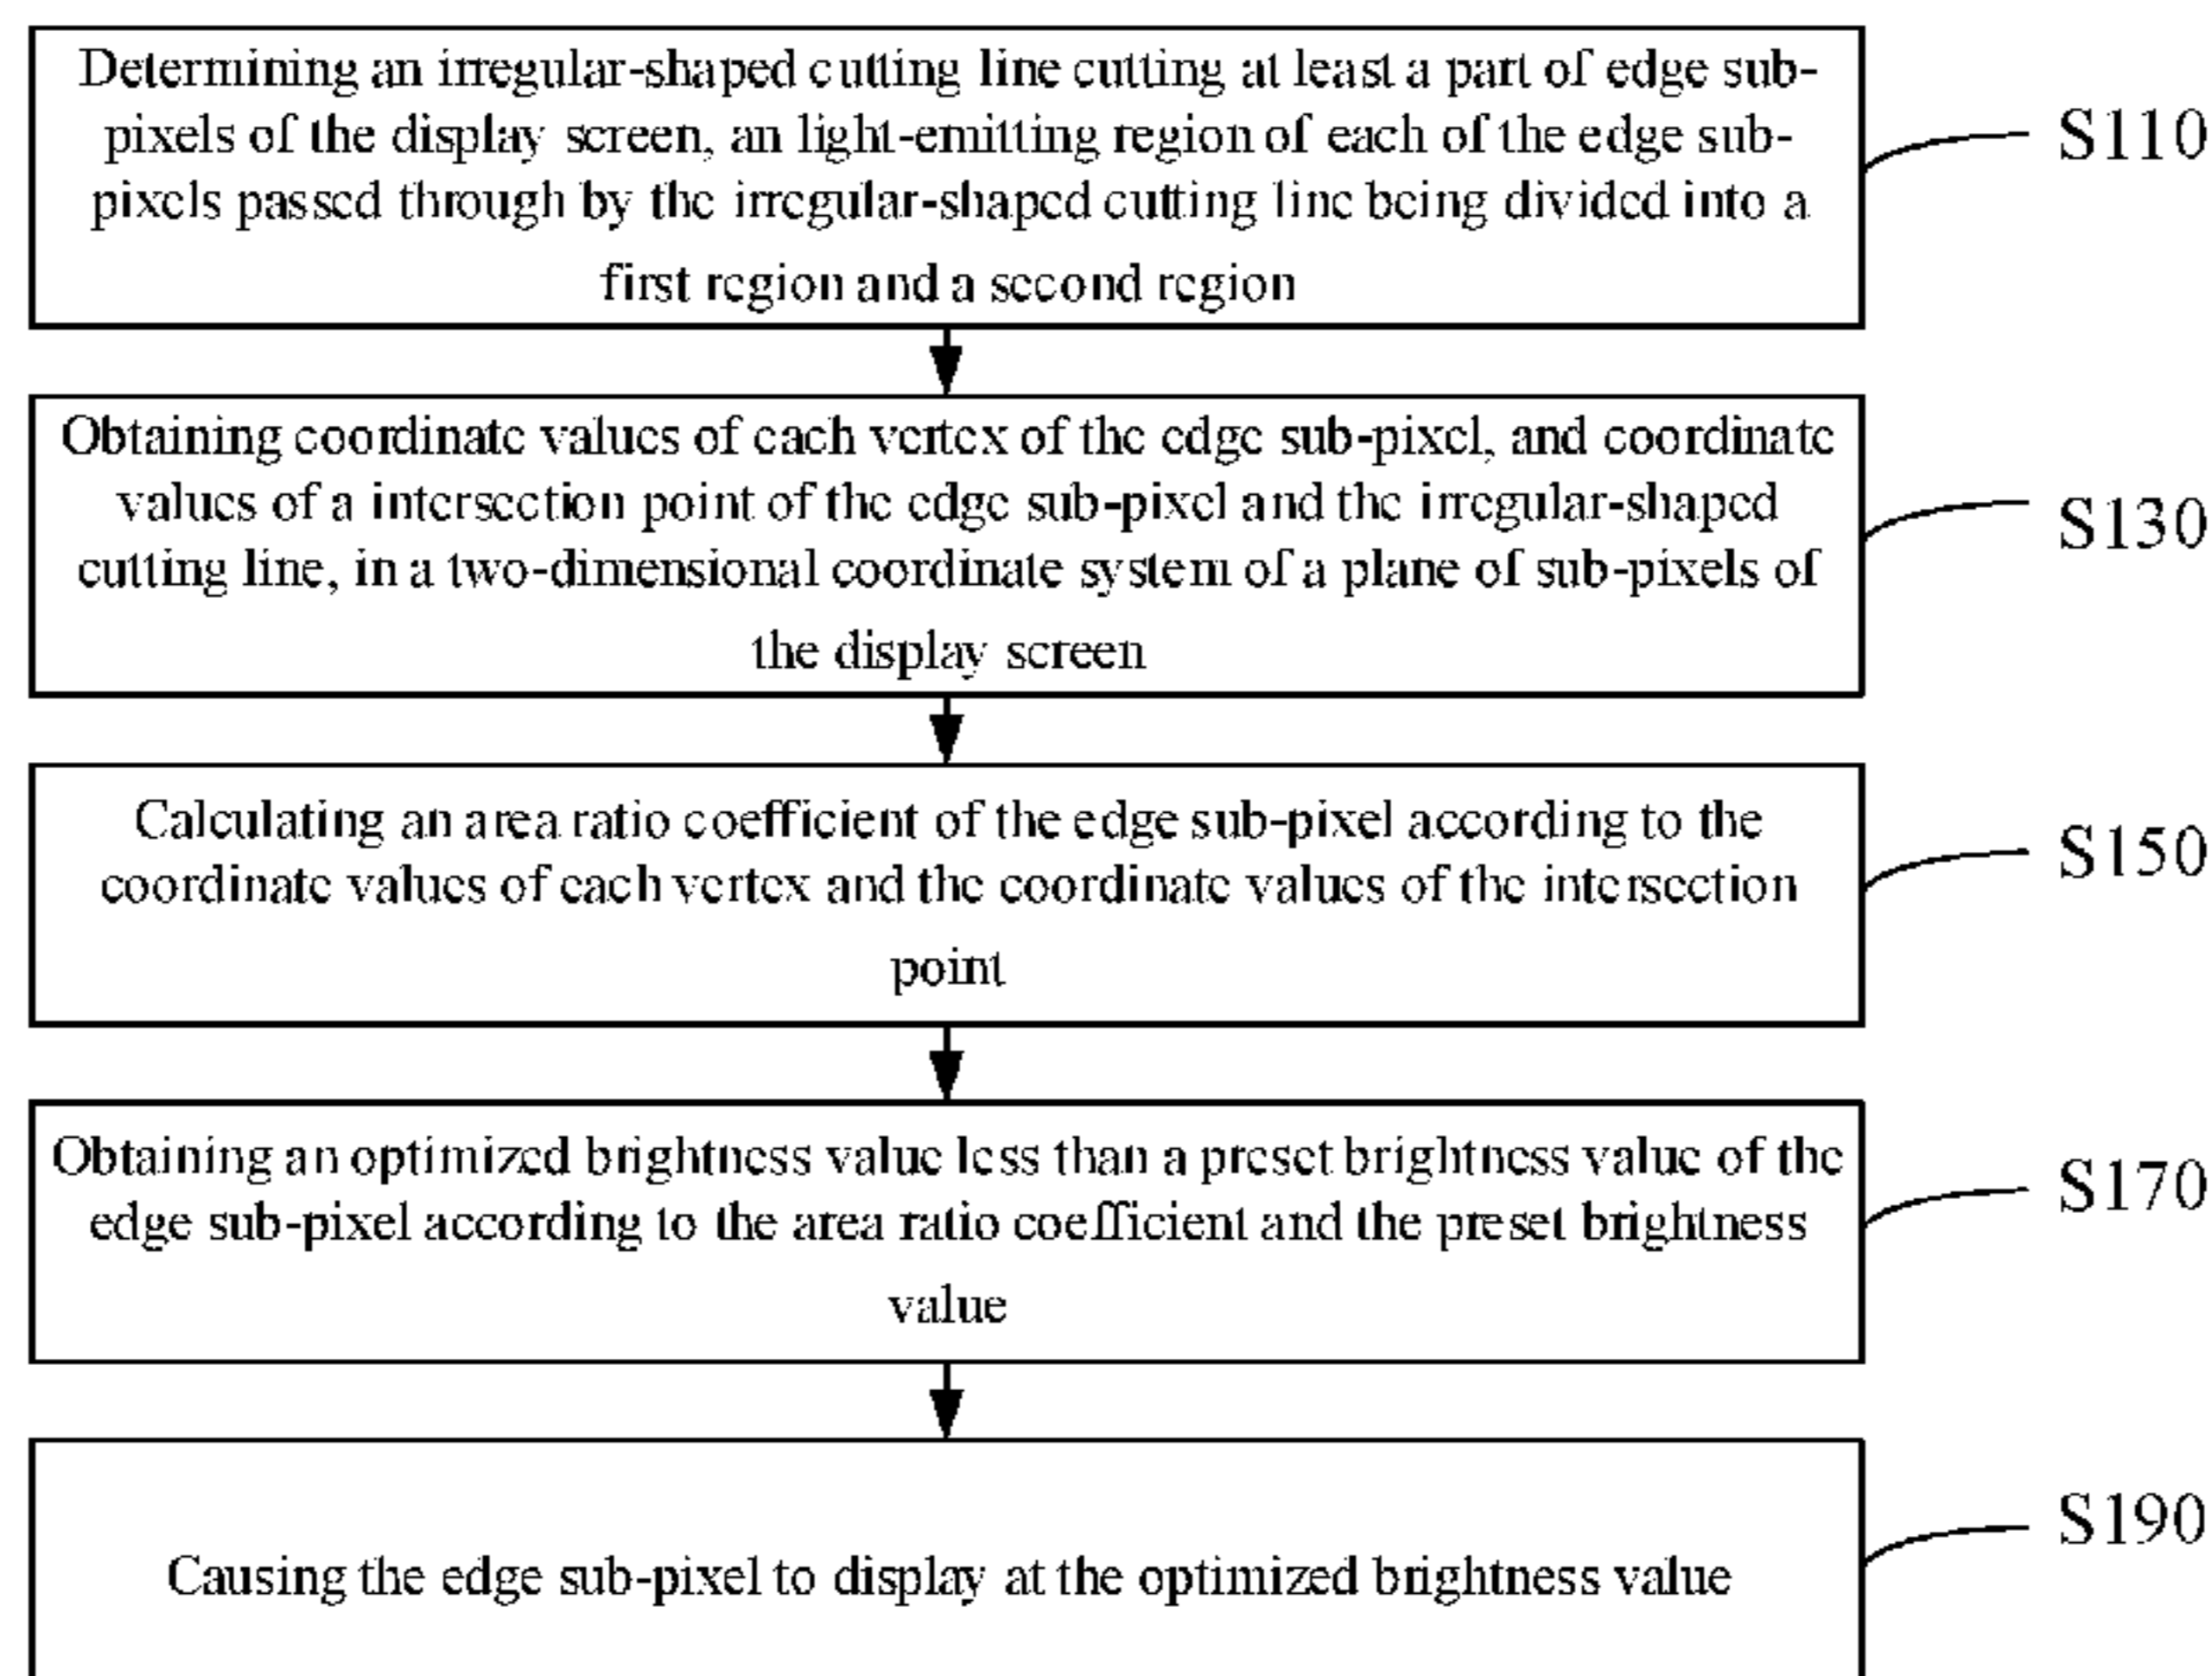 Determining an irregular-shaped cutting line cutting at least a part of edge sub-
pixels of the display screen, an light-emitting region of each of the edge sub-
pixels passed through by the irregular-shaped cutting line being divided into a
first region and a second region
S110
Obtaining coordinate values of each vertex of the edge sub-pixel, and coordinate
values of a intersection point of the edge sub-pixel and the irregular-shaped
cutting line, in a two-dimensional coordinate system of a plane of sub-pixels of
the display screen
S130
Calculating an area ratio coefficient of the edge sub-pixel according to the
coordinate values of each vertex and the coordinate values of the intersection
point
S150
Obtaining an optimized brightness value less than a preset brightness value of the
edge sub-pixel according to the area ratio coefficient and the preset brightness
value
S170
Causing the edge sub-pixel to display at the optimized brightness value
S190